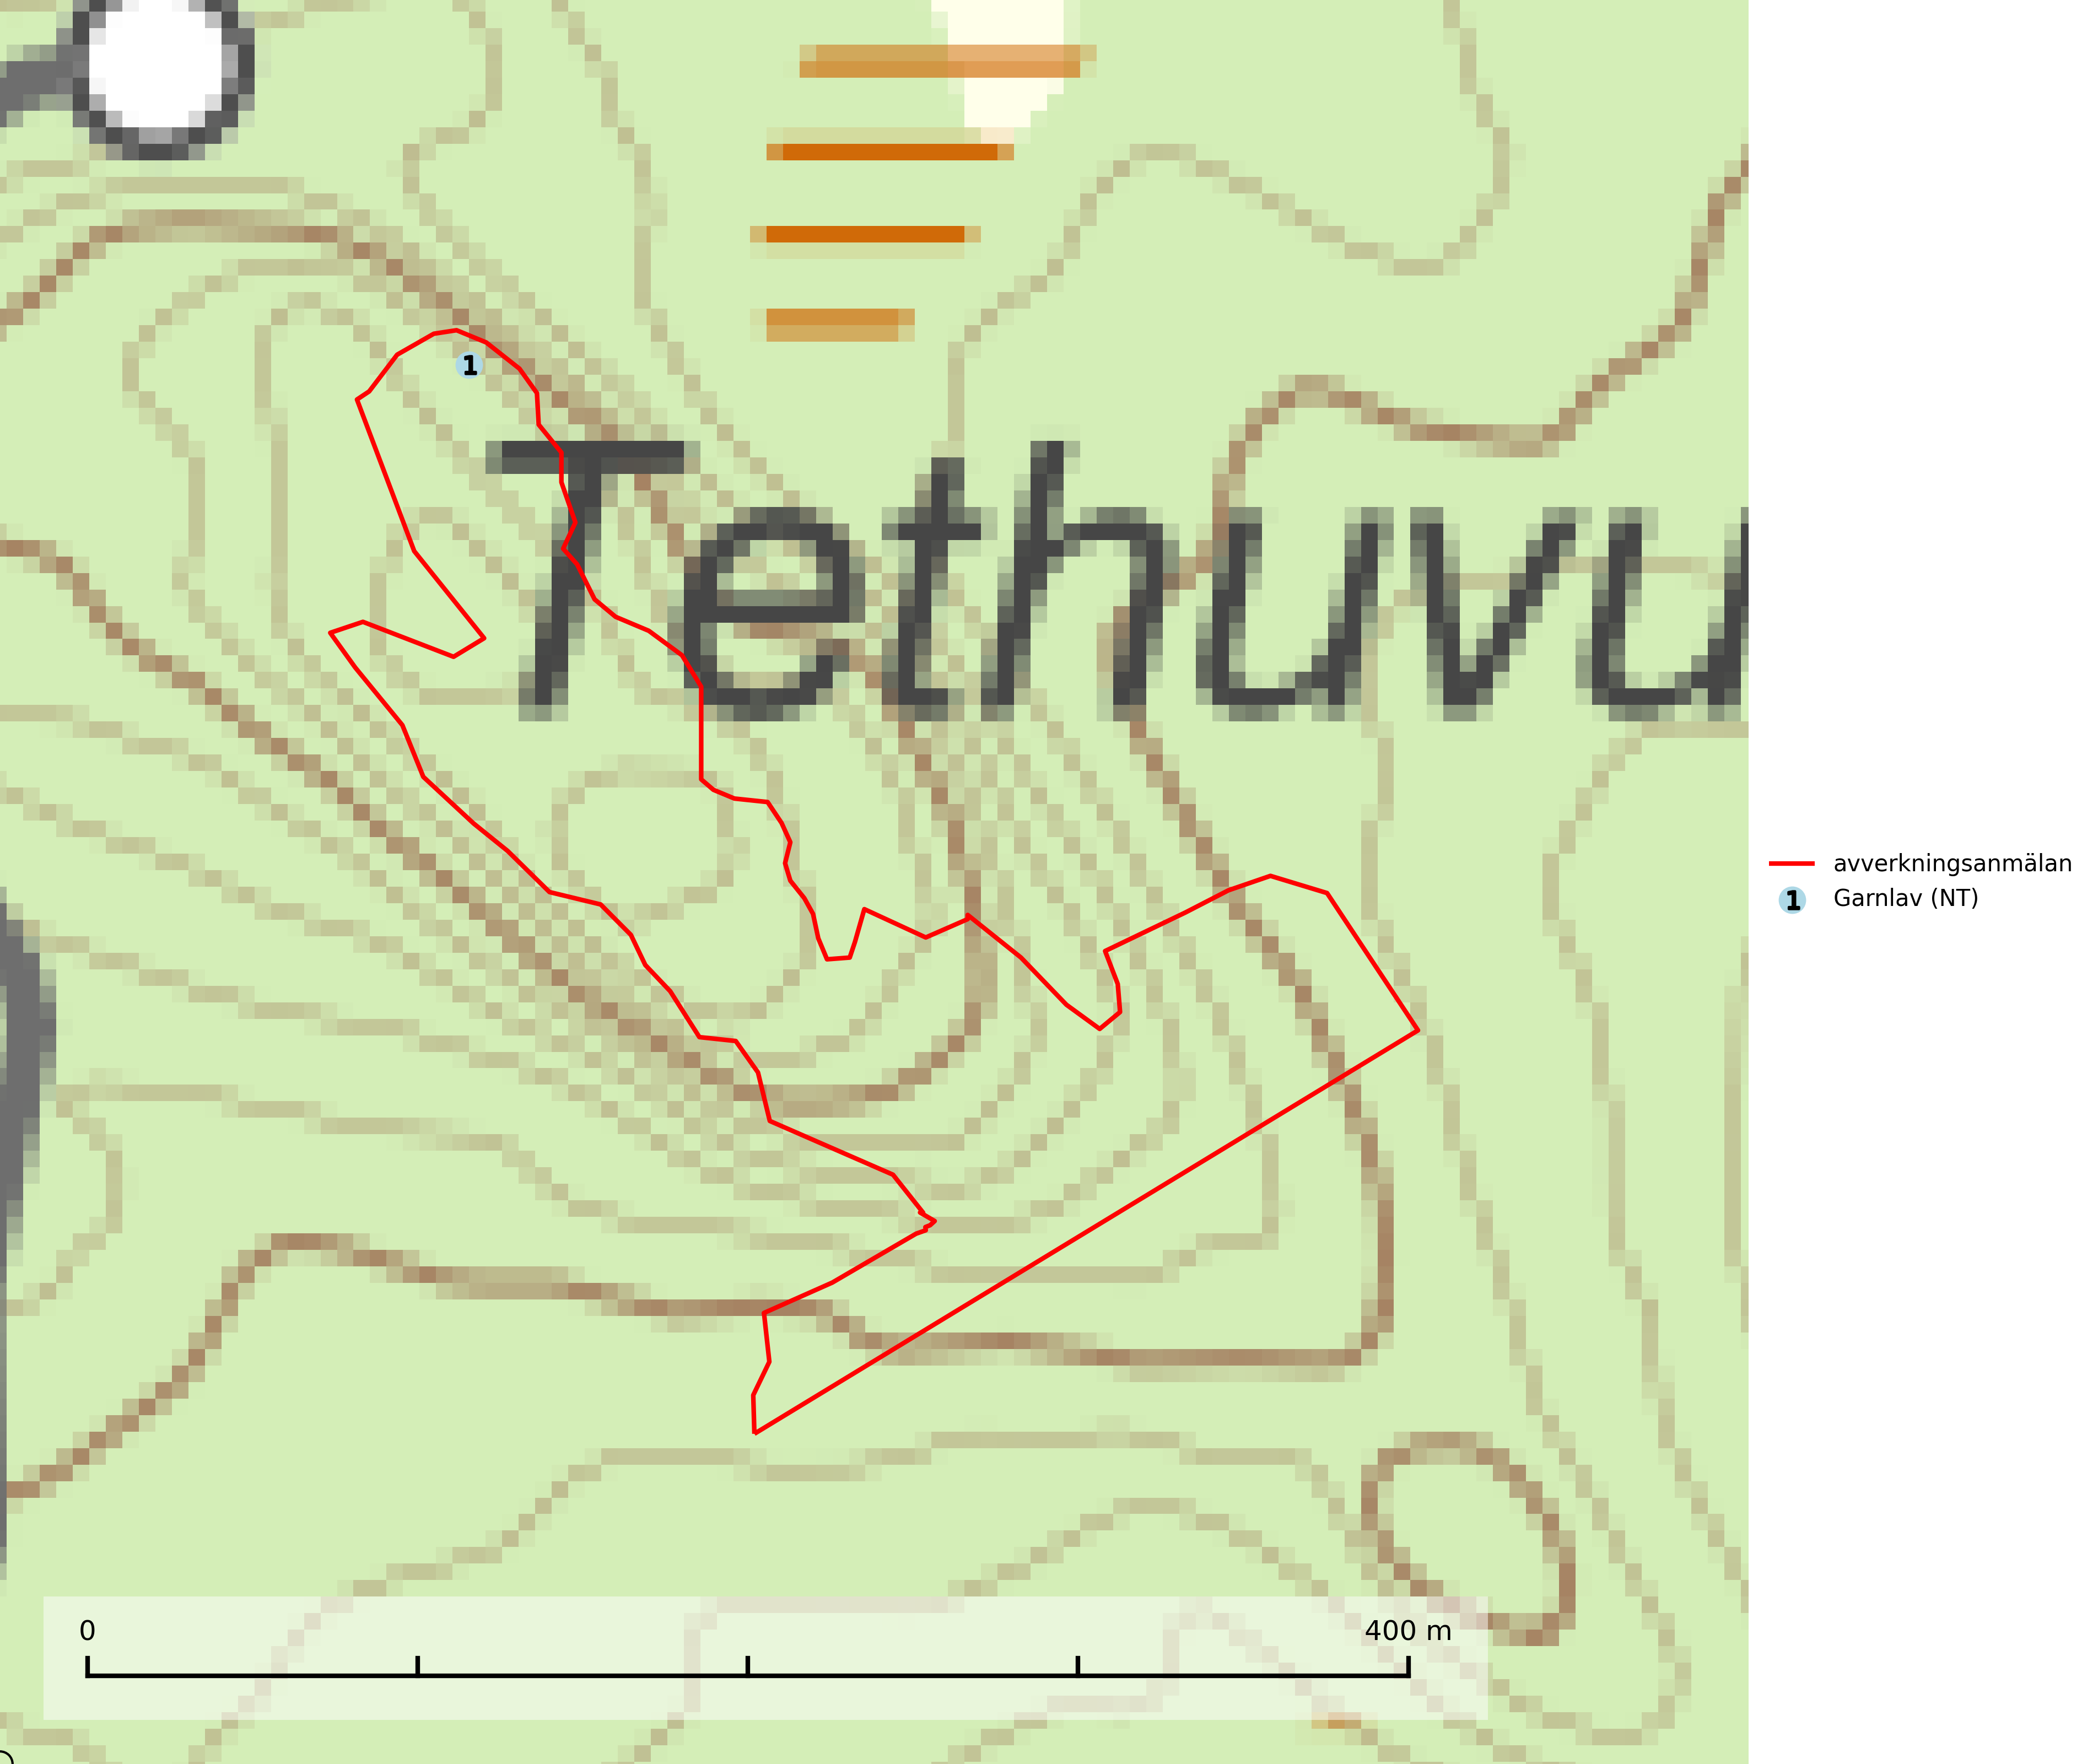 1
Tethuvu
avverkningsanmälan
1 Garnlav (NT)
0 400 m